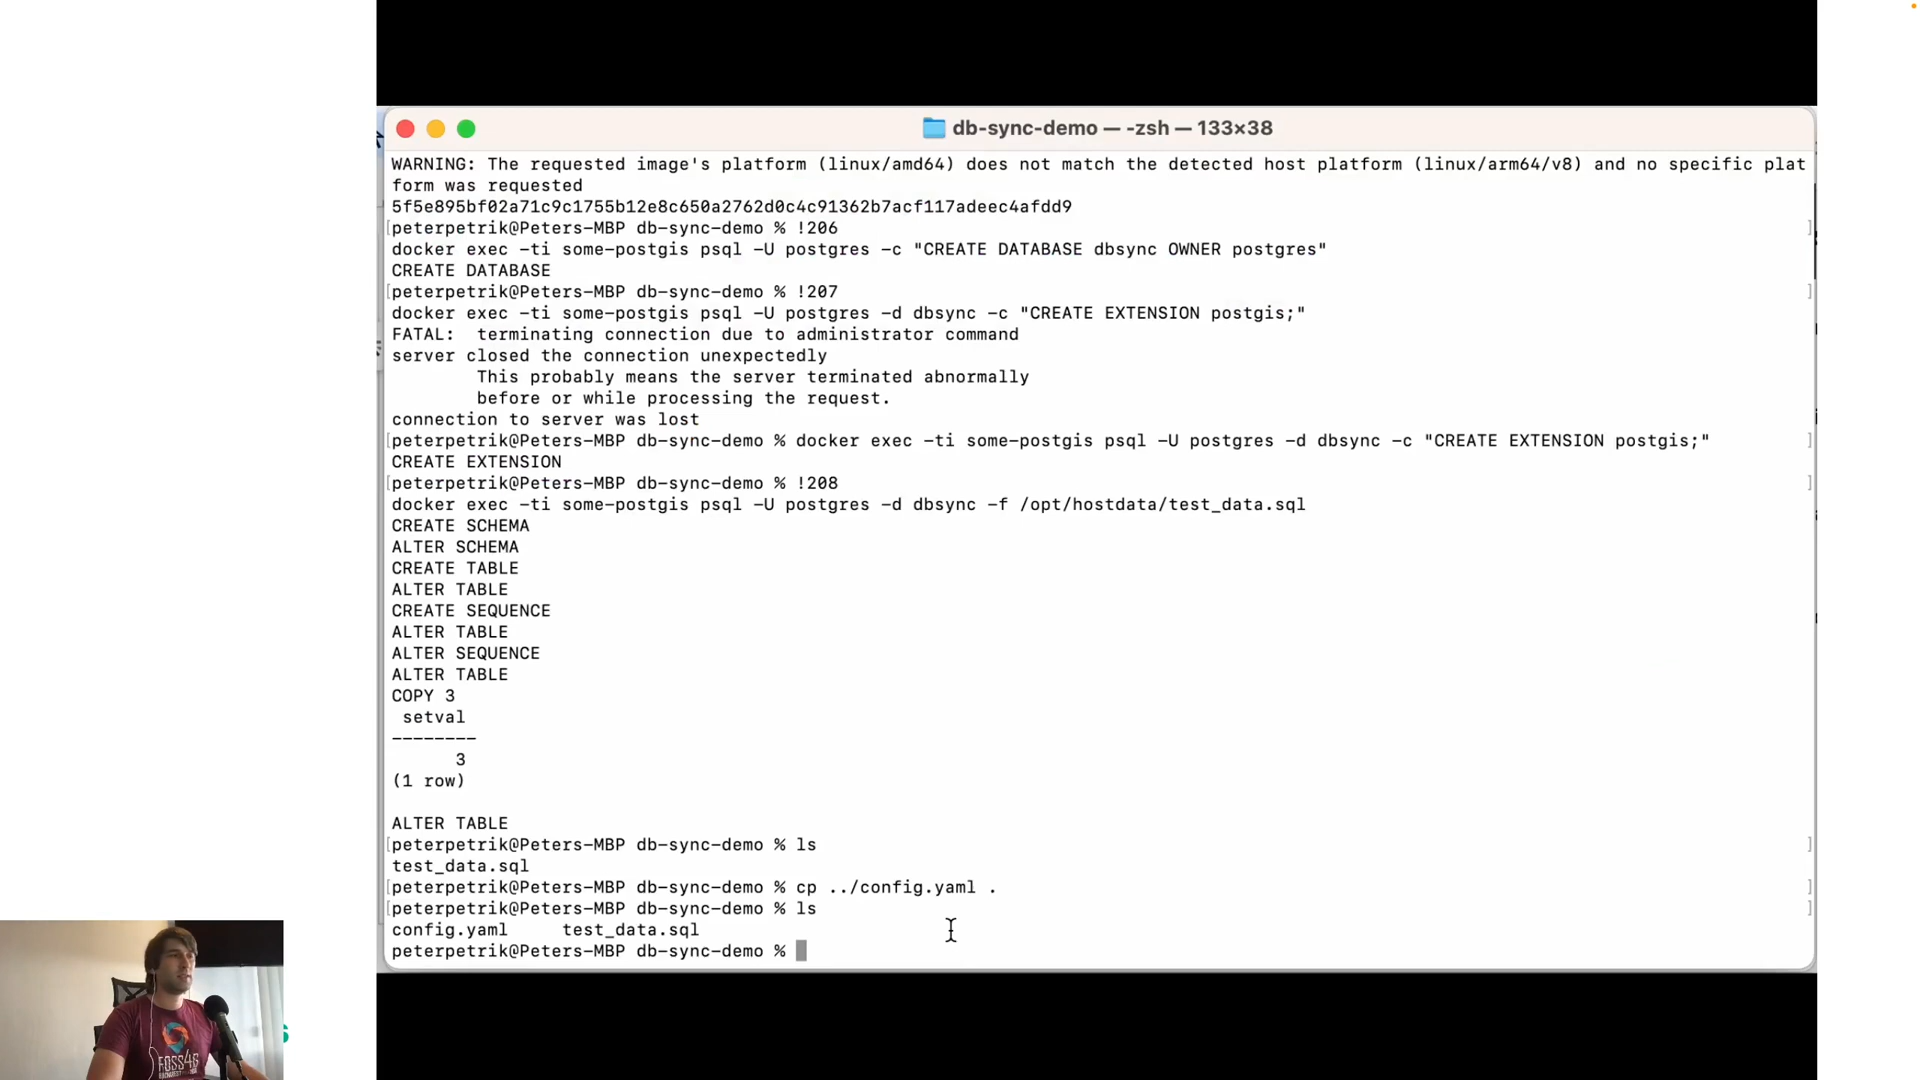 db-sync-demo — -zsh — 133×38
WARNING: The requested image's platform (linux/amd64) does not match the detected host platform (linux/arm64/v8) and no specific plat
form was requested
5f5e895bf02a71c9c1755b12e8c650a2762d0c4c91362b7acf117adeec4afdd9
[peterpetrik@Peters-MBP db-sync-demo % !206 ]
docker exec -ti some-postgis psql -U postgres -c "CREATE DATABASE dbsync OWNER postgres"
CREATE DATABASE
[peterpetrik@Peters-MBP db-sync-demo % !207 ]
docker exec -ti some-postgis psql -U postgres -d dbsync -c "CREATE EXTENSION postgis;"
FATAL:  terminating connection due to administrator command
server closed the connection unexpectedly
        This probably means the server terminated abnormally
        before or while processing the request.
connection to server was lost
[peterpetrik@Peters-MBP db-sync-demo % docker exec -ti some-postgis psql -U postgres -d dbsync -c "CREATE EXTENSION postgis;" ]
CREATE EXTENSION
[peterpetrik@Peters-MBP db-sync-demo % !208 ]
docker exec -ti some-postgis psql -U postgres -d dbsync -f /opt/hostdata/test_data.sql
CREATE SCHEMA
ALTER SCHEMA
CREATE TABLE
ALTER TABLE
CREATE SEQUENCE
ALTER TABLE
ALTER SEQUENCE
ALTER TABLE
COPY 3
 setval
--------
      3
(1 row)
ALTER TABLE
[peterpetrik@Peters-MBP db-sync-demo % ls ]
test_data.sql
[peterpetrik@Peters-MBP db-sync-demo % cp ../config.yaml . ]
[peterpetrik@Peters-MBP db-sync-demo % ls ]
config.yaml     test_data.sql
peterpetrik@Peters-MBP db-sync-demo %
FOSS4G